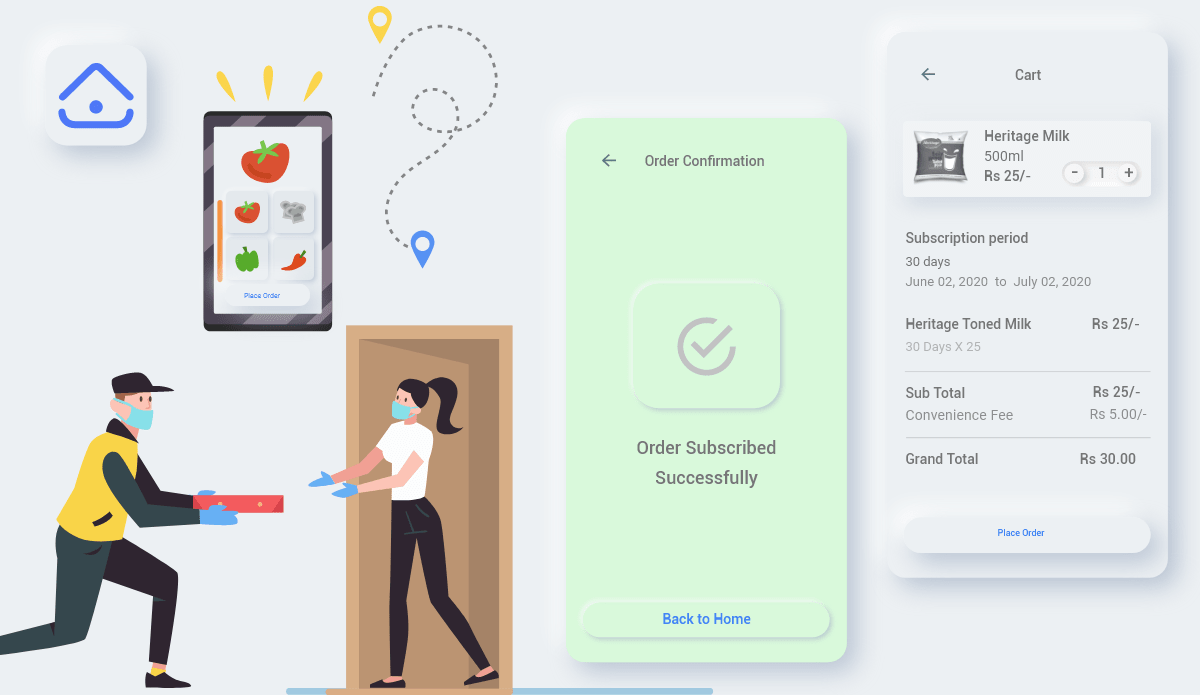 Place Order
Order Confirmation
Order Subscribed
Successfully
Back to Home
Cart
Heritage Milk
500ml
Rs 25/-
- 1 +
Subscription period
30 days
June 02, 2020 to July 02, 2020
Heritage Toned Milk Rs 25/-
30 Days X 25
Sub Total Rs 25/-
Convenience Fee Rs 5.00/-
Grand Total Rs 30.00
Place Order